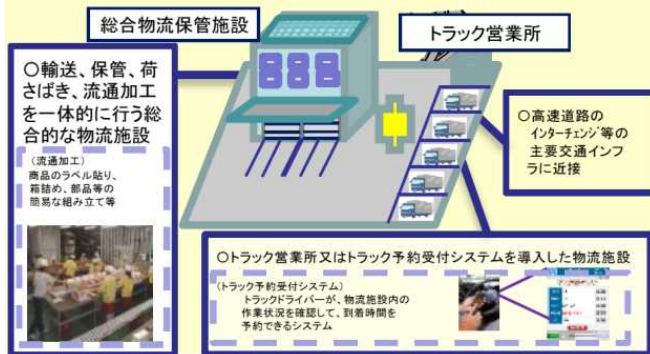 総合物流保管施設
トラック営業所
○輸送、保管、荷
さばき、流通加工
を一体的に行う総
合的な物流施設
(流通加工)
商品のラベル貼り、
箱詰め、部品等の
簡易な組み立て等
○高速道路の
インターチェンジ等の
主要交通インフ
ラに近接
○トラック営業所又はトラック予約受付システムを導入した物流施設
(トラック予約受付システム)
トラックドライバーが、物流施設内の
作業状況を確認して、到着時間を
予約できるシステム